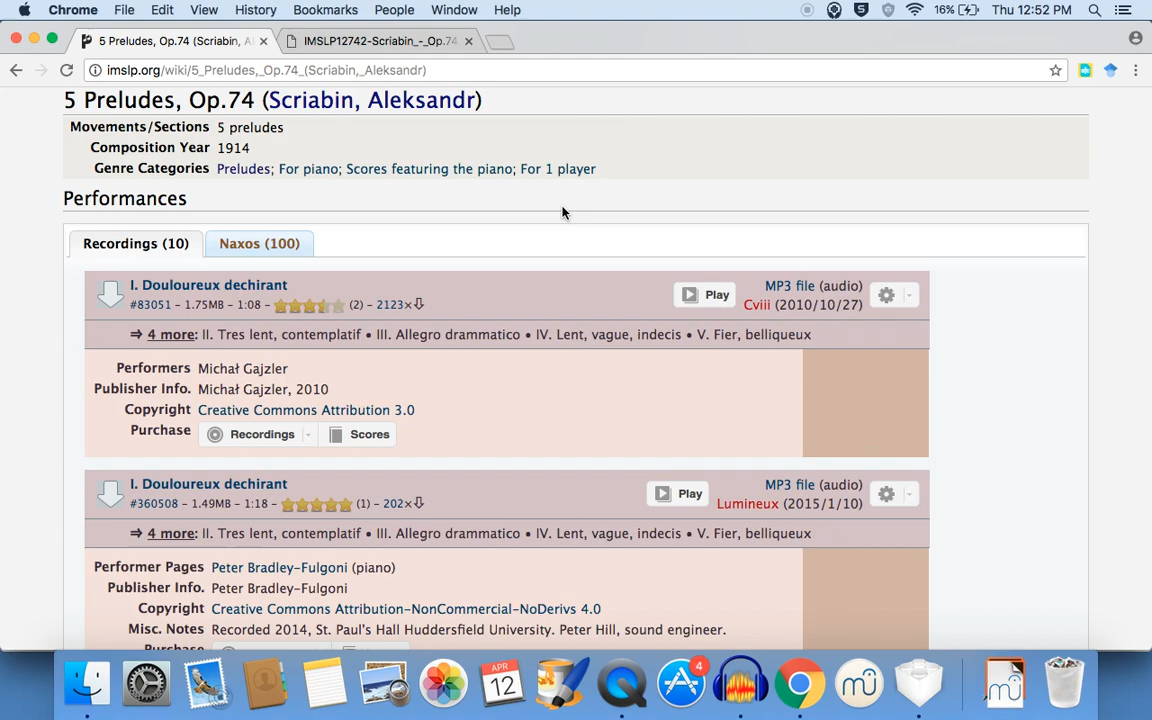 Chrome File Edit View History Bookmarks People Window Help 16% Thu 12:52 PM
5 Preludes, Op.74 (Scriabin, A IMSLP12742-Scriabin_-_Op.74
imslp.org/wiki/5_Preludes,_Op.74_(Scriabin,_Aleksandr)
5 Preludes, Op.74 (Scriabin, Aleksandr)
Movements/Sections 5 preludes
Composition Year 1914
Genre Categories Preludes; For piano; Scores featuring the piano; For 1 player
Performances
Recordings (10) Naxos (100)
I. Douloureux dechirant Play MP3 file (audio)
#83051 – 1.75MB – 1:08 – (2) – 2123× Cviii (2010/10/27)
⇒ 4 more: II. Tres lent, contemplatif • III. Allegro drammatico • IV. Lent, vague, indecis • V. Fier, belliqueux
Performers Michał Gajzler
Publisher Info. Michał Gajzler, 2010
Copyright Creative Commons Attribution 3.0
Purchase Recordings Scores
I. Douloureux dechirant Play MP3 file (audio)
#360508 – 1.49MB – 1:18 – (1) – 202× Lumineux (2015/1/10)
⇒ 4 more: II. Tres lent, contemplatif • III. Allegro drammatico • IV. Lent, vague, indecis • V. Fier, belliqueux
Performer Pages Peter Bradley-Fulgoni (piano)
Publisher Info. Peter Bradley-Fulgoni
Copyright Creative Commons Attribution-NonCommercial-NoDerivs 4.0
Misc. Notes Recorded 2014, St. Paul's Hall Huddersfield University. Peter Hill, sound engineer.
Purchase
APR
12
4